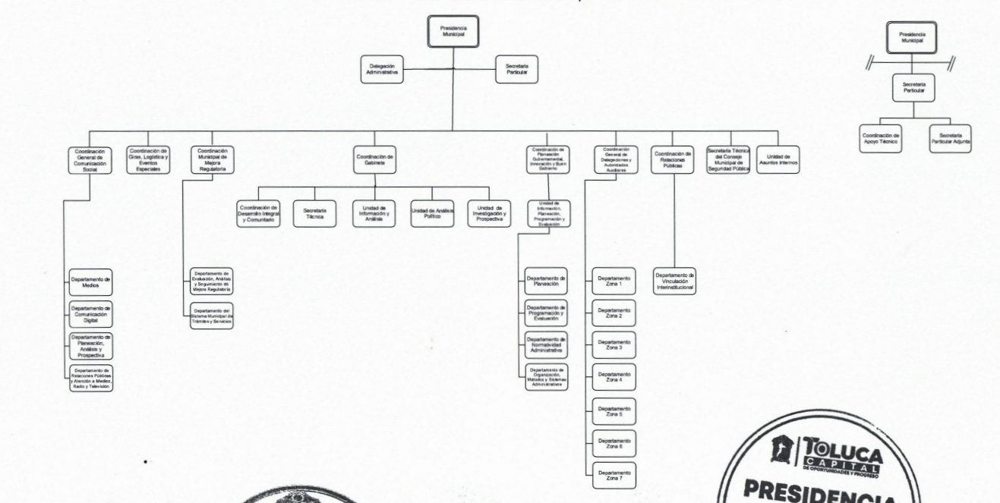 Presidencia
Municipal
Delegación
Administrativa
Secretaria
Particular
Coordinación
General de
Comunicación
Social
Coordinación de
Giras, Logística y
Eventos
Especiales
Coordinación
Municipal de
Mejora
Regulatoria
Coordinación de
Gabinete
Coordinación de
Planeación
Gubernamental,
Innovación y Buen
Gobierno
Coordinación
General de
Delegaciones y
Autoridades
Auxiliares
Coordinación de
Relaciones
Públicas
Secretaría Técnica
del Consejo
Municipal de
Seguridad Pública
Unidad de
Asuntos Internos
Coordinación de
Desarrollo Integral
y Comunitario
Secretaría
Técnica
Unidad de
Información y
Análisis
Unidad de Análisis
Político
Unidad de
Investigación y
Prospectiva
Unidad de
Información,
Planeación,
Programación y
Evaluación
Departamento de
Medios
Departamento de
Comunicación
Digital
Departamento de
Planeación,
Análisis y
Prospectiva
Departamento de
Relaciones Públicas
y Atención a Medios,
Radio y Televisión
Departamento de
Evaluación, Análisis
y Seguimiento de
Mejora Regulatoria
Departamento del
Sistema Municipal de
Trámites y Servicios
Departamento de
Planeación
Departamento de
Programación y
Evaluación
Departamento de
Normatividad
Administrativa
Departamento de
Organización,
Métodos y Sistemas
Administrativos
Departamento
Zona 1
Departamento
Zona 2
Departamento
Zona 3
Departamento
Zona 4
Departamento
Zona 5
Departamento
Zona 6
Departamento
Zona 7
Departamento de
Vinculación
Interinstitucional
Presidencia
Municipal
Secretaria
Particular
Coordinación de
Apoyo Técnico
Secretaria
Particular Adjunta
TOLUCA
CAPITAL
DE OPORTUNIDADES Y PROGRESO
PRESIDENCIA